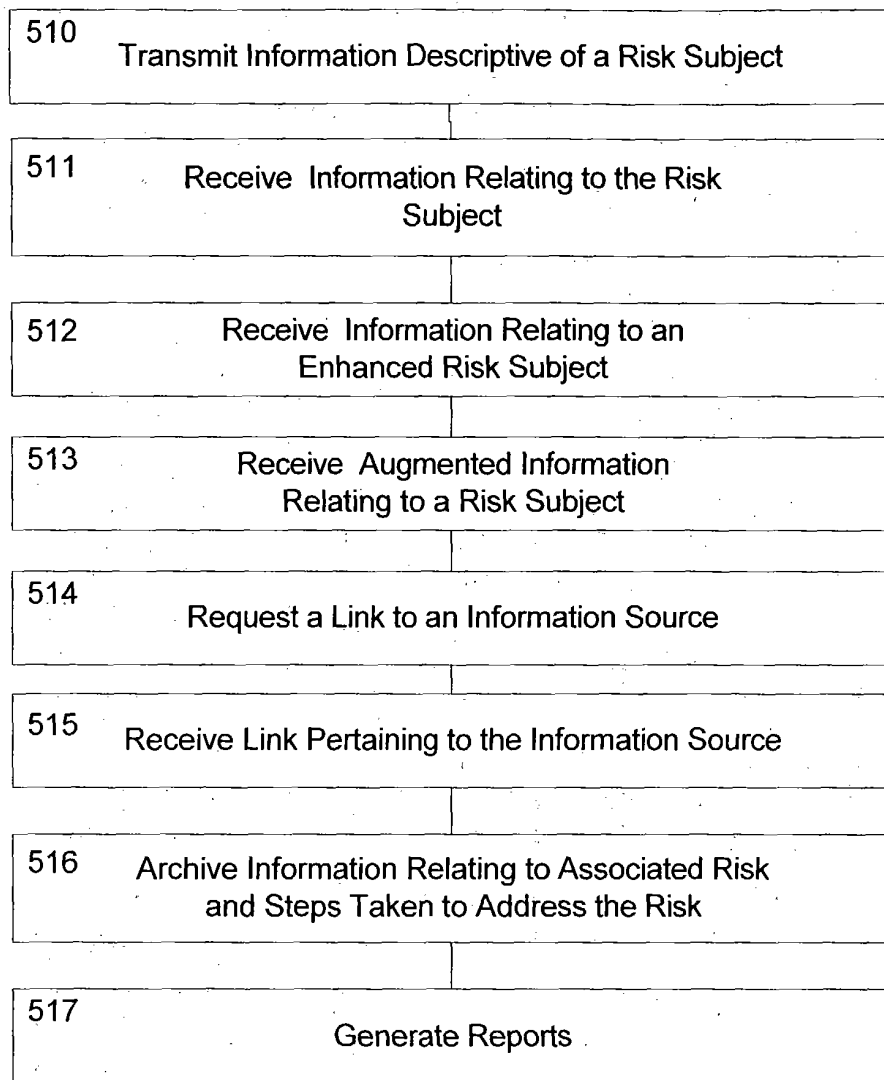 510
Transmit Information Descriptive of a Risk Subject
511
Receive Information Relating to the Risk
Subject
512
Receive Information Relating to an
Enhanced Risk Subject
513
Receive Augmented Information
Relating to a Risk Subject
514
Request a Link to an Information Source
515
Receive Link Pertaining to the Information Source
516
Archive Information Relating to Associated Risk
and Steps Taken to Address the Risk
517
Generate Reports